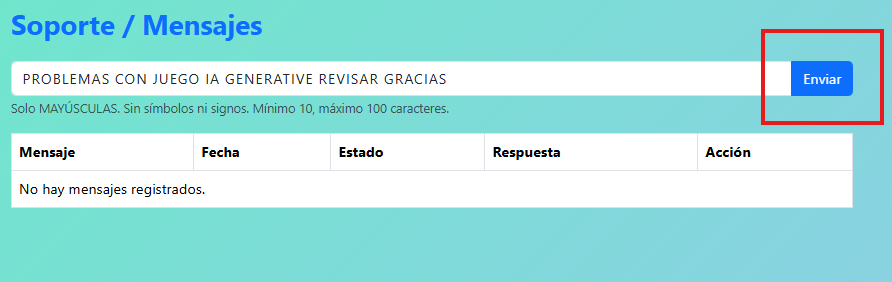 Soporte / Mensajes
PROBLEMAS CON JUEGO IA GENERATIVE REVISAR GRACIAS
Enviar
Solo MAYÚSCULAS. Sin símbolos ni signos. Mínimo 10, máximo 100 caracteres.
Mensaje Fecha Estado Respuesta Acción
No hay mensajes registrados.